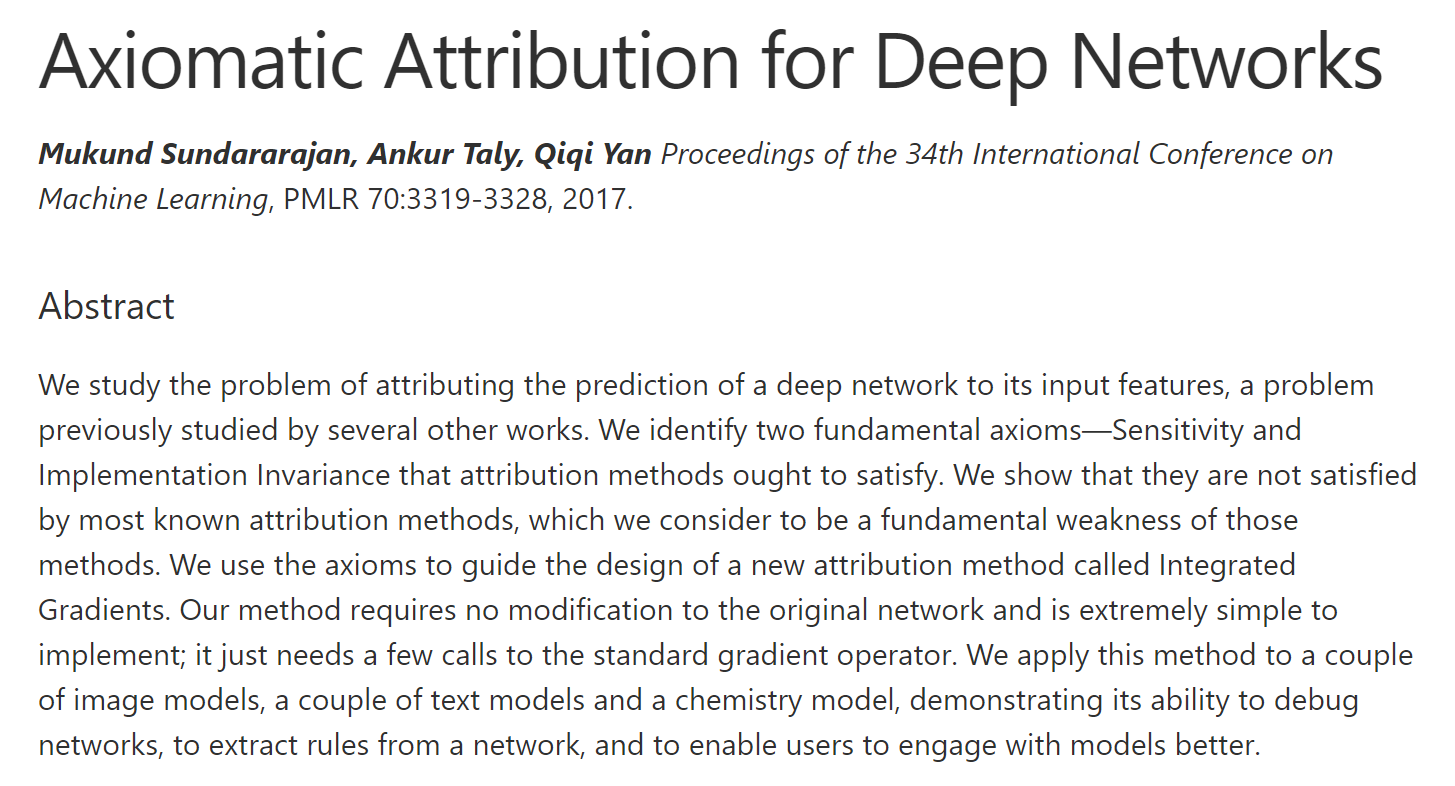 Axiomatic Attribution for Deep Networks
Mukund Sundararajan, Ankur Taly, Qiqi Yan Proceedings of the 34th International Conference on
Machine Learning, PMLR 70:3319-3328, 2017.
Abstract
We study the problem of attributing the prediction of a deep network to its input features, a problem
previously studied by several other works. We identify two fundamental axioms—Sensitivity and
Implementation Invariance that attribution methods ought to satisfy. We show that they are not satisfied
by most known attribution methods, which we consider to be a fundamental weakness of those
methods. We use the axioms to guide the design of a new attribution method called Integrated
Gradients. Our method requires no modification to the original network and is extremely simple to
implement; it just needs a few calls to the standard gradient operator. We apply this method to a couple
of image models, a couple of text models and a chemistry model, demonstrating its ability to debug
networks, to extract rules from a network, and to enable users to engage with models better.